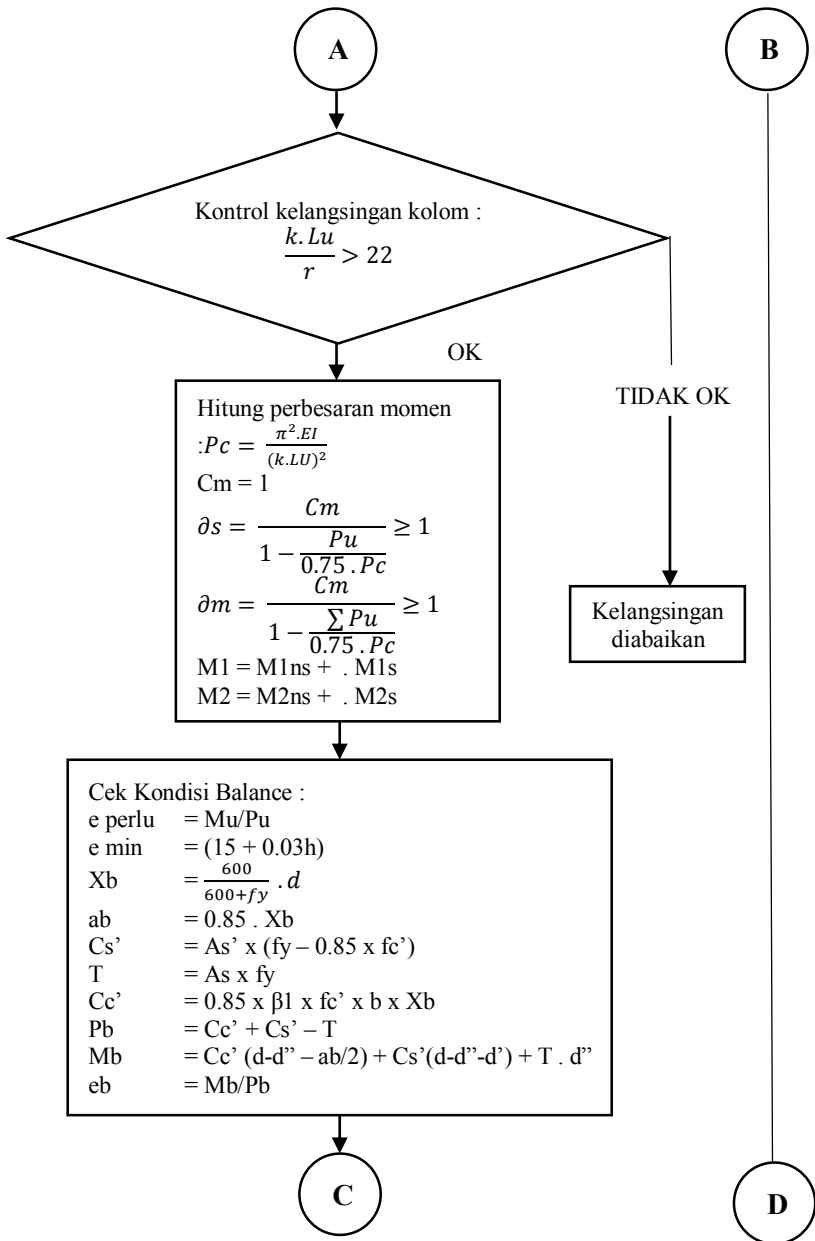 A
B
Kontrol kelangsingan kolom :
k. Lu / r > 22
OK
TIDAK OK
Hitung perbesaran momen
:Pc = π².EI / (k.LU)²
Cm = 1
∂s = Cm / (1 − Pu / (0.75 . Pc)) ≥ 1
∂m = Cm / (1 − ∑ Pu / (0.75 . Pc)) ≥ 1
M1 = M1ns + . M1s
M2 = M2ns + . M2s
Kelangsingan
diabaikan
Cek Kondisi Balance :
e perlu = Mu/Pu
e min = (15 + 0.03h)
Xb = 600 / (600+fy) . d
ab = 0.85 . Xb
Cs’ = As’ x (fy – 0.85 x fc’)
T = As x fy
Cc’ = 0.85 x β1 x fc’ x b x Xb
Pb = Cc’ + Cs’ – T
Mb = Cc’ (d-d” – ab/2) + Cs’(d-d”-d’) + T . d”
eb = Mb/Pb
C
D